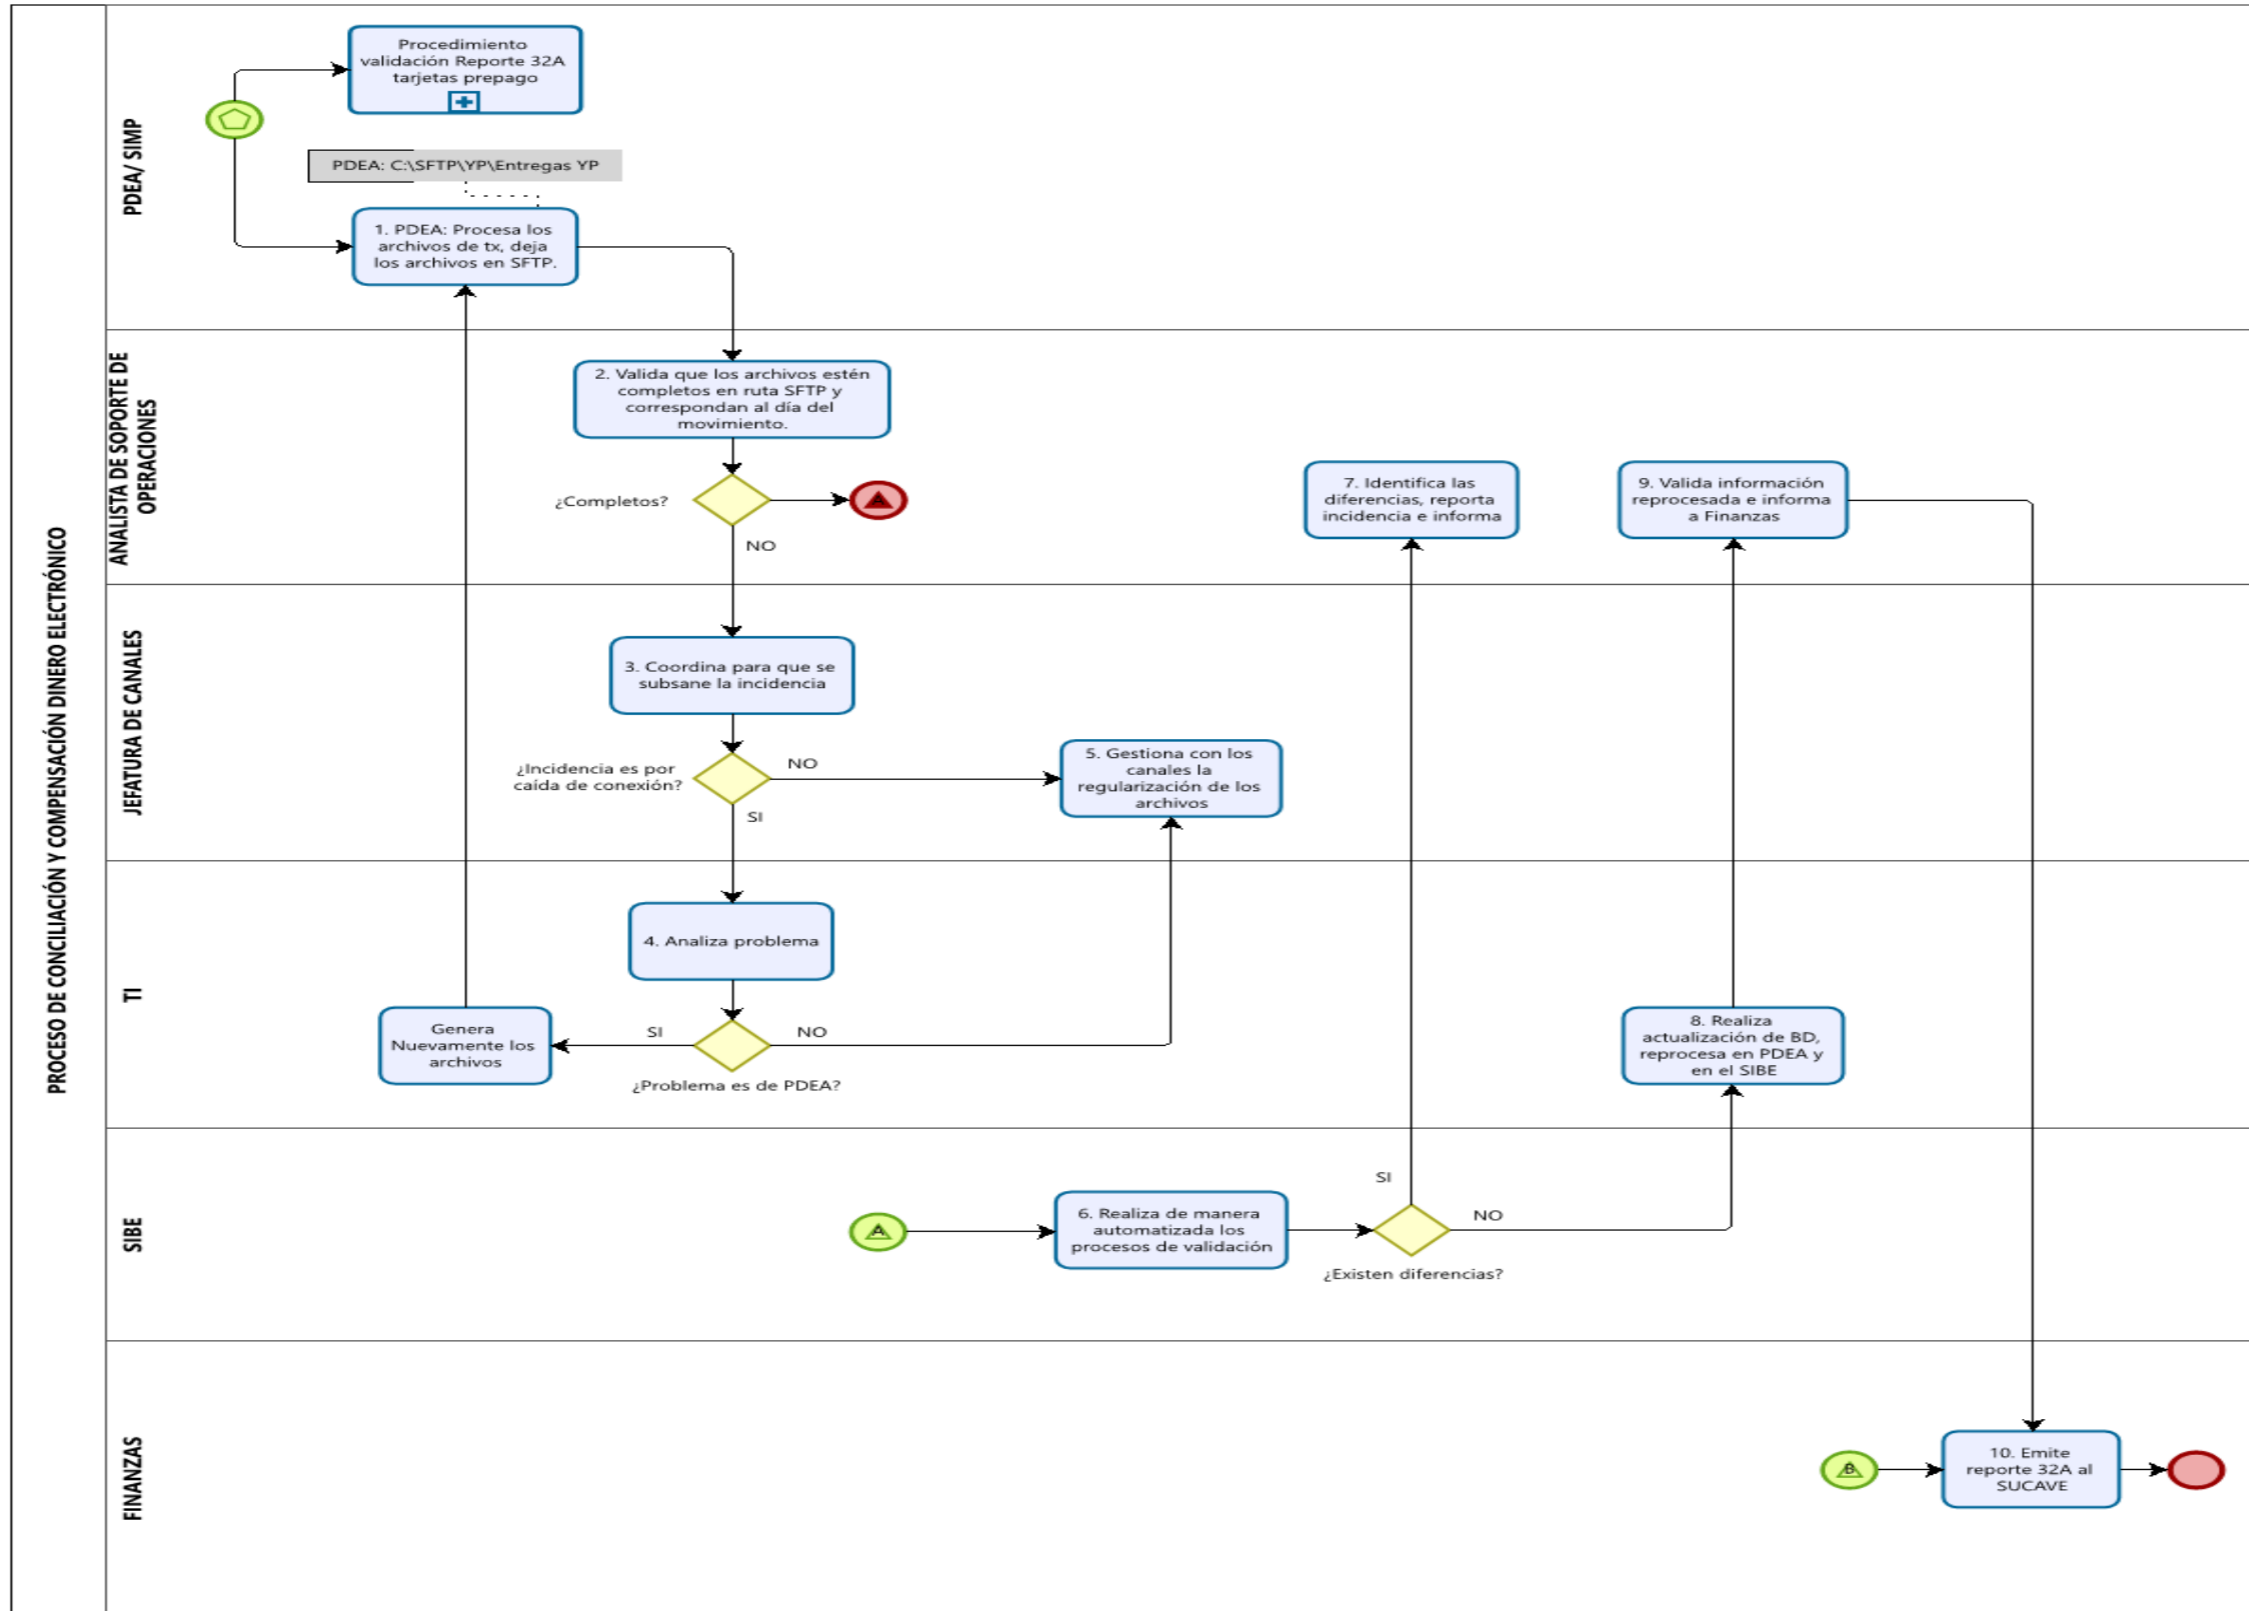 PROCESO DE CONCILIACIÓN Y COMPENSACIÓN DINERO ELECTRÓNICO
PDEA/ SIMP
Procedimiento
validación Reporte 32A
tarjetas prepago
PDEA: C:\SFTP\YP\Entregas YP
1. PDEA: Procesa los
archivos de tx, deja
los archivos en SFTP.
ANALISTA DE SOPORTE DE
OPERACIONES
2. Valida que los archivos estén
completos en ruta SFTP y
correspondan al día del
movimiento.
¿Completos?
A
NO
7. Identifica las
diferencias, reporta
incidencia e informa
9. Valida información
reprocesada e informa
a Finanzas
JEFATURA DE CANALES
3. Coordina para que se
subsane la incidencia
¿Incidencia es por
caída de conexión?
NO
SI
5. Gestiona con los
canales la
regularización de los
archivos
TI
4. Analiza problema
Genera
Nuevamente los
archivos
SI
NO
¿Problema es de PDEA?
8. Realiza
actualización de BD,
reprocesa en PDEA y
en el SIBE
SIBE
A
6. Realiza de manera
automatizada los
procesos de validación
SI
NO
¿Existen diferencias?
FINANZAS
B
10. Emite
reporte 32A al
SUCAVE